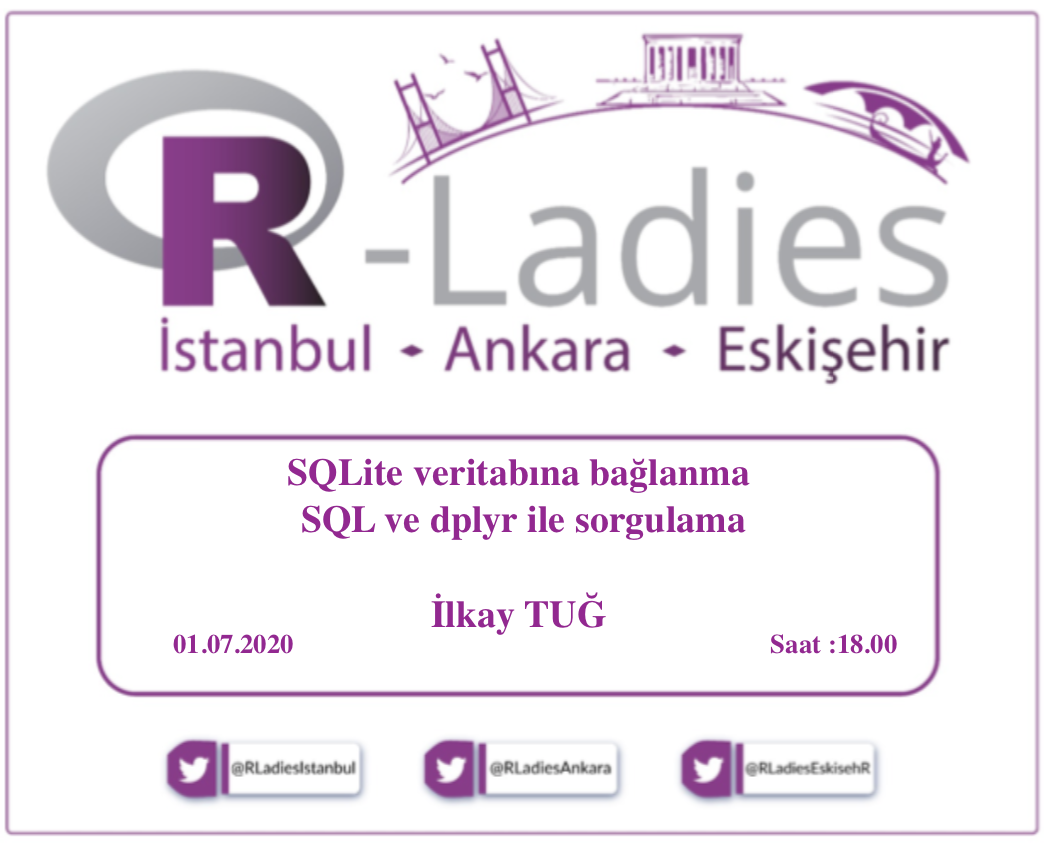 R-Ladies
İstanbul Ankara Eskişehir
SQLite veritabına bağlanma
SQL ve dplyr ile sorgulama
İlkay TUĞ
01.07.2020 Saat :18.00
@RLadiesIstanbul @RLadiesAnkara @RLadiesEskisehR